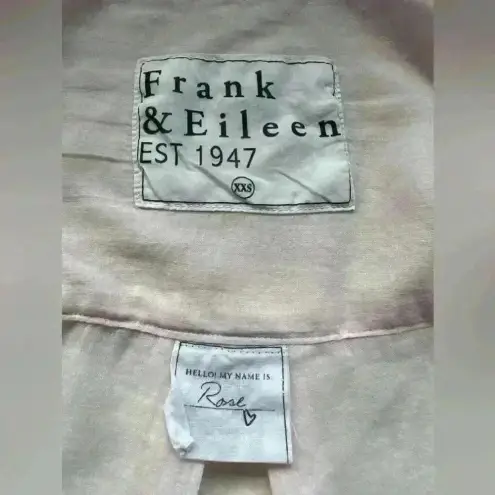 Frank
& Eileen
EST 1947
XXS
HELLO! MY NAME IS:
Rose